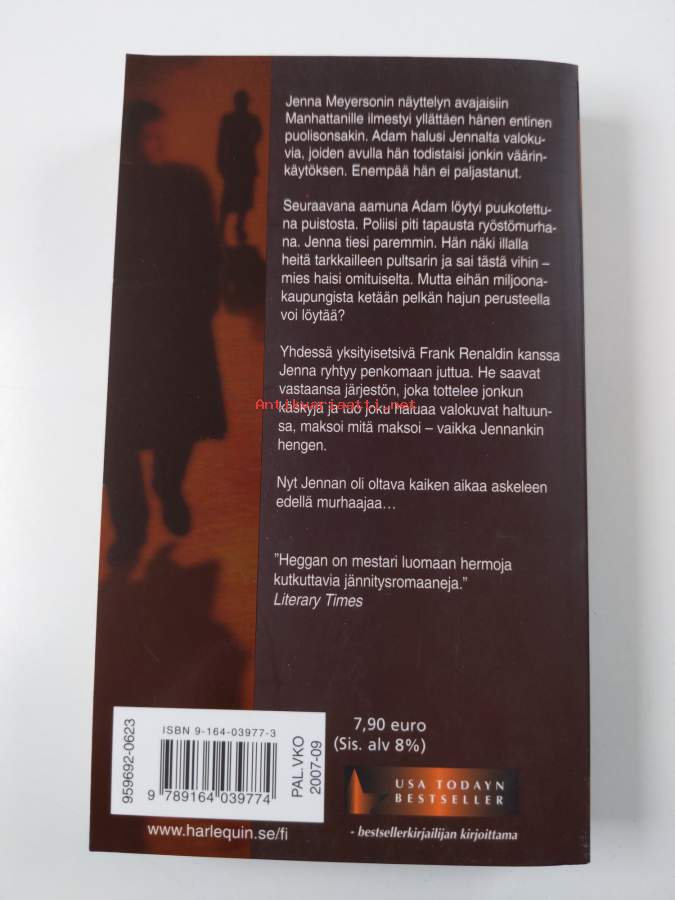 Jenna Meyersonin näyttelyn avajaisiin
Manhattanille ilmestyi yllättäen hänen entinen
puolisonsakin. Adam halusi Jennalta valoku-
via, joiden avulla hän todistaisi jonkin väärin-
käytöksen. Enempää hän ei paljastanut.
Seuraavana aamuna Adam löytyi puukotettu-
na puistosta. Poliisi piti tapausta ryöstömurha-
na. Jenna tiesi paremmin. Hän näki illalla
heitä tarkkailleen pultsarin ja sai tästä vihin –
mies haisi omituiselta. Mutta eihän miljoona-
kaupungista ketään pelkän hajun perusteella
voi löytää?
Yhdessä yksityisetsivä Frank Renaldin kanssa
Jenna ryhtyy penkomaan juttua. He saavat
vastaansa järjestön, joka tottelee jonkun
Antikvariaatti.net
käskyjä ja tuo joku haluaa valokuvat haltuun-
sa, maksoi mitä maksoi – vaikka Jennankin
hengen.
Nyt Jennan oli oltava kaiken aikaa askeleen
edellä murhaajaa…
”Heggan on mestari luomaan hermoja
kutkuttavia jännitysromaaneja.”
Literary Times
959692-0623
ISBN 9-164-03977-3
9 789164 039774
PAL.VKO
2007-09
www.harlequin.se/fi
7,90 euro
(Sis. alv 8%)
USA TODAYN
BESTSELLER
- bestsellerkirjailijan kirjoittama